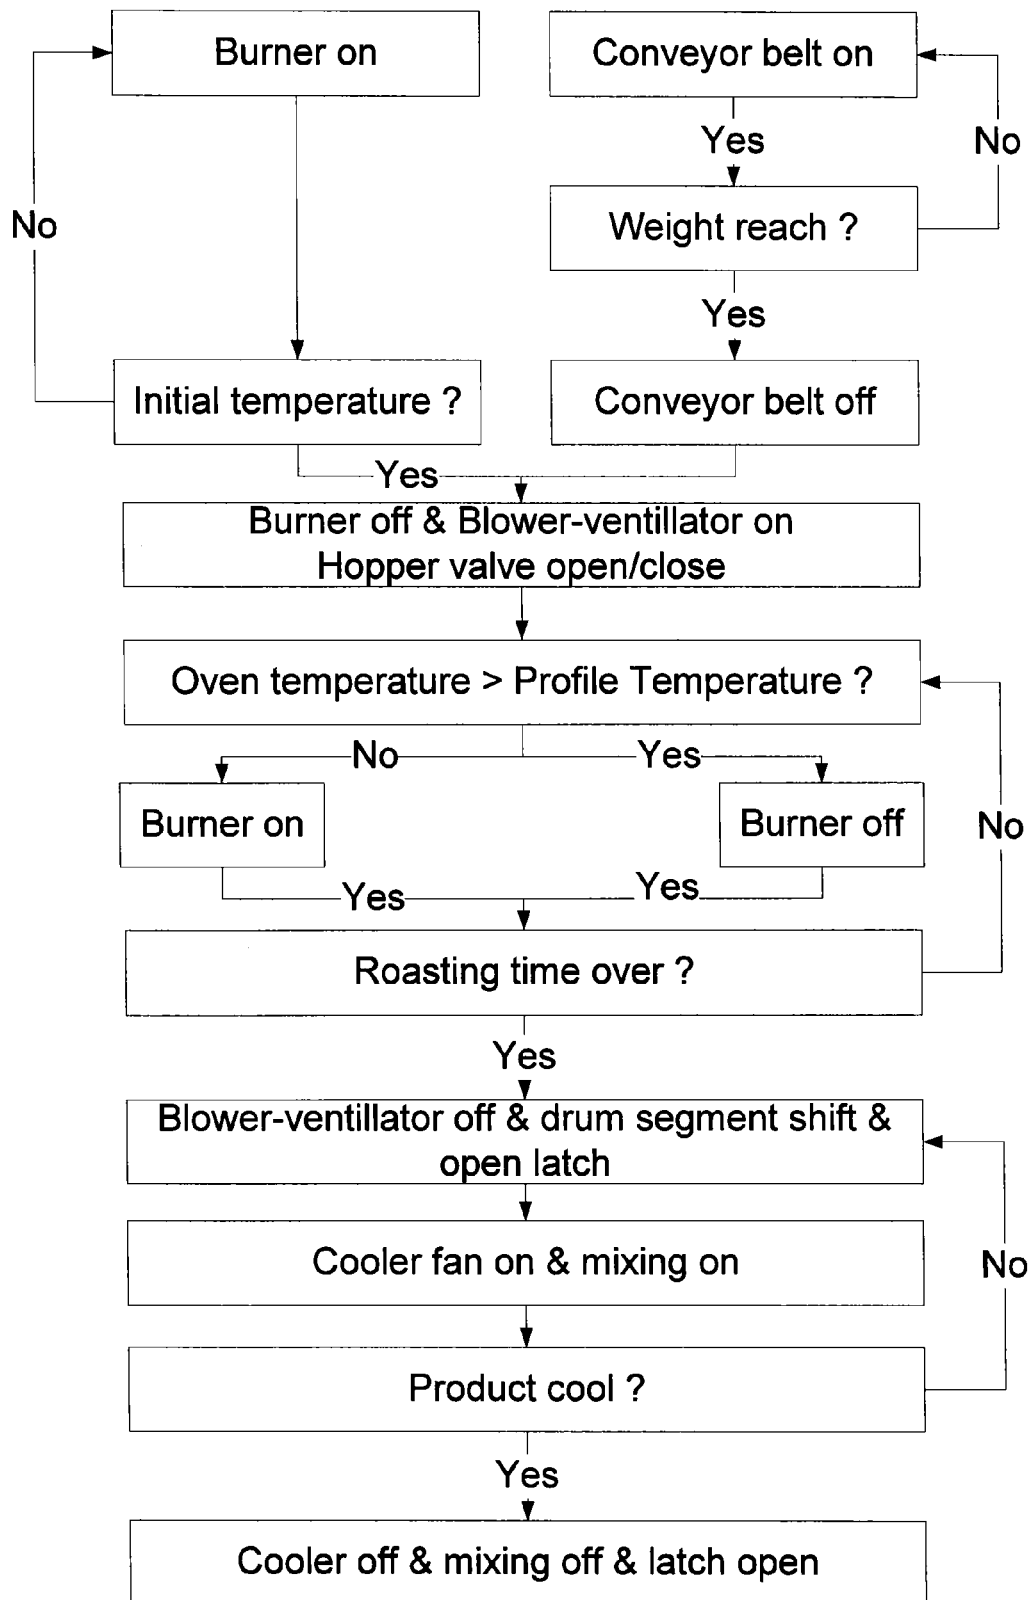 Burner on
Conveyor belt on
Yes
No
No
Weight reach ?
Yes
Initial temperature ?
Conveyor belt off
Yes
Burner off & Blower-ventillator on
Hopper valve open/close
Oven temperature > Profile Temperature ?
No
Yes
Burner on
Burner off
No
Yes
Yes
Roasting time over ?
Yes
Blower-ventillator off & drum segment shift &
open latch
Cooler fan on & mixing on
No
Product cool ?
Yes
Cooler off & mixing off & latch open